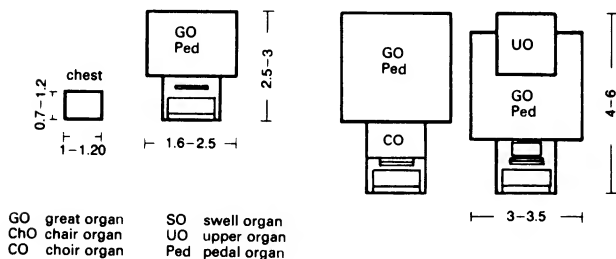 chest
0.7–1.2
1–1.20
GO
Ped
2.5–3
1.6–2.5
GO
Ped
CO
UO
GO
Ped
4–6
3–3.5
GO great organ
ChO chair organ
CO choir organ
SO swell organ
UO upper organ
Ped pedal organ